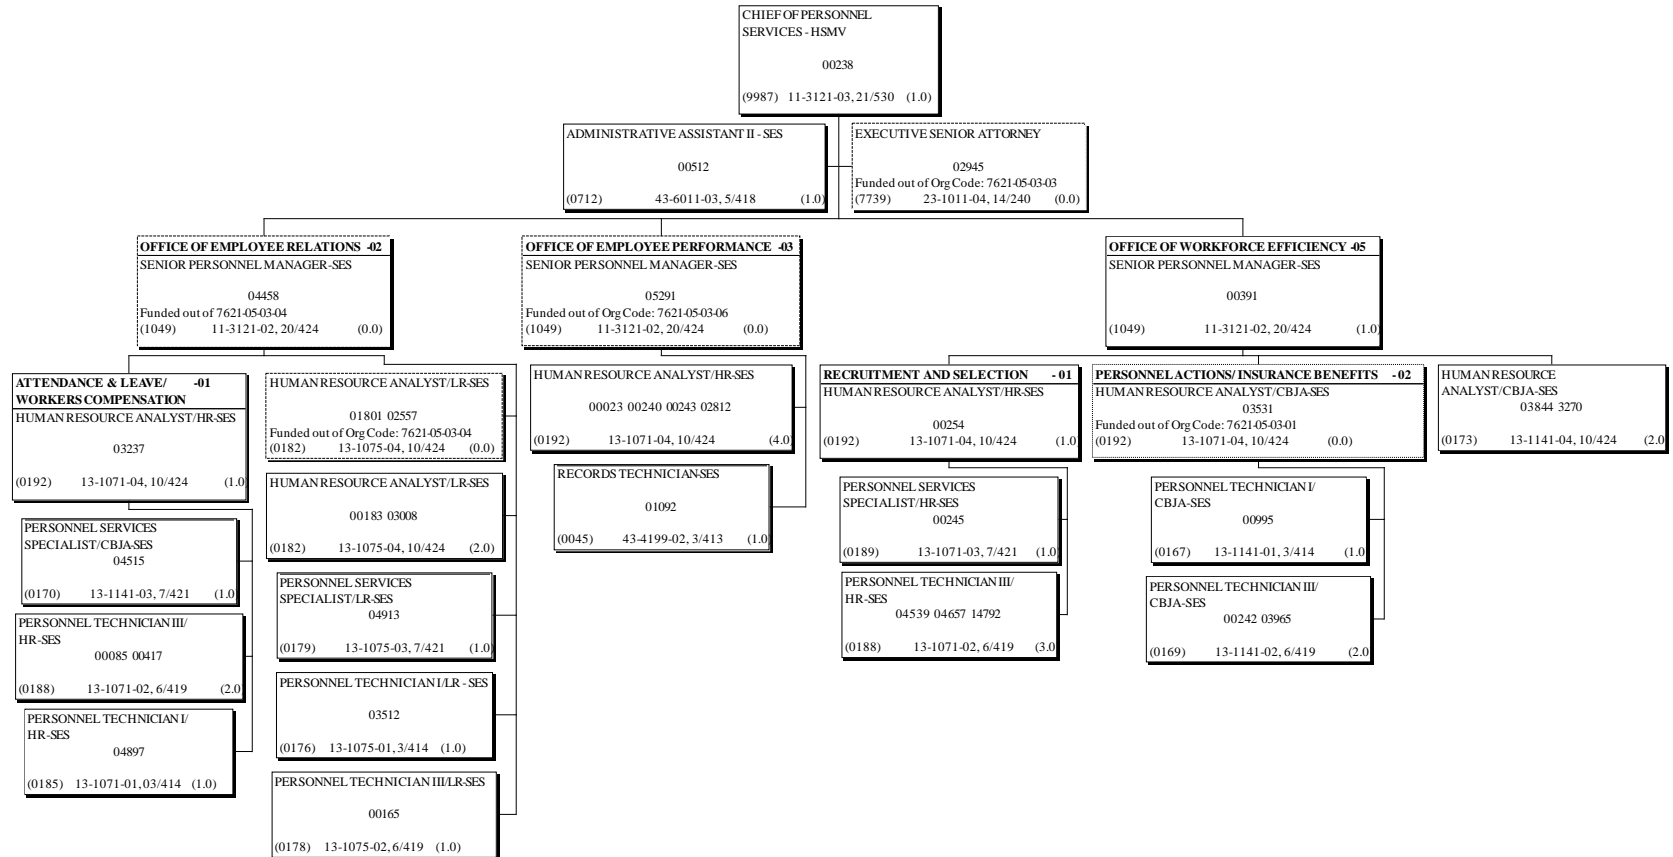 CHIEF OF PERSONNEL
SERVICES - HSMV
00238
(9987) 11-3121-03, 21/530 (1.0)
ADMINISTRATIVE ASSISTANT II - SES
00512
(0712) 43-6011-03, 5/418 (1.0)
EXECUTIVE SENIOR ATTORNEY
02945
Funded out of Org Code: 7621-05-03-03
(7739) 23-1011-04, 14/240 (0.0)
OFFICE OF EMPLOYEE RELATIONS -02
SENIOR PERSONNEL MANAGER-SES
04458
Funded out of 7621-05-03-04
(1049) 11-3121-02, 20/424 (0.0)
OFFICE OF EMPLOYEE PERFORMANCE -03
SENIOR PERSONNEL MANAGER-SES
05291
Funded out of Org Code: 7621-05-03-06
(1049) 11-3121-02, 20/424 (0.0)
OFFICE OF WORKFORCE EFFICIENCY -05
SENIOR PERSONNEL MANAGER-SES
00391
(1049) 11-3121-02, 20/424 (1.0)
ATTENDANCE & LEAVE/ -01
WORKERS COMPENSATION
HUMAN RESOURCE ANALYST/HR-SES
03237
(0192) 13-1071-04, 10/424 (1.0
PERSONNEL SERVICES
SPECIALIST/CBJA-SES
04515
(0170) 13-1141-03, 7/421 (1.0
PERSONNEL TECHNICIAN III/
HR-SES
00085 00417
(0188) 13-1071-02, 6/419 (2.0
PERSONNEL TECHNICIAN I/
HR-SES
04897
(0185) 13-1071-01, 03/414 (1.0)
HUMAN RESOURCE ANALYST/LR-SES
01801 02557
Funded out of Org Code: 7621-05-03-04
(0182) 13-1075-04, 10/424 (0.0)
HUMAN RESOURCE ANALYST/LR-SES
00183 03008
(0182) 13-1075-04, 10/424 (2.0)
PERSONNEL SERVICES
SPECIALIST/LR-SES
04913
(0179) 13-1075-03, 7/421 (1.0)
PERSONNEL TECHNICIAN I/LR - SES
03512
(0176) 13-1075-01, 3/414 (1.0)
PERSONNEL TECHNICIAN III/LR-SES
00165
(0178) 13-1075-02, 6/419 (1.0)
HUMAN RESOURCE ANALYST/HR-SES
00023 00240 00243 02812
(0192) 13-1071-04, 10/424 (4.0)
RECORDS TECHNICIAN-SES
01092
(0045) 43-4199-02, 3/413 (1.0
RECRUITMENT AND SELECTION - 01
HUMAN RESOURCE ANALYST/HR-SES
00254
(0192) 13-1071-04, 10/424 (1.0
PERSONNEL SERVICES
SPECIALIST/HR-SES
00245
(0189) 13-1071-03, 7/421 (1.0
PERSONNEL TECHNICIAN III/
HR-SES
04539 04657 14792
(0188) 13-1071-02, 6/419 (3.0
PERSONNEL ACTIONS/ INSURANCE BENEFITS - 02
HUMAN RESOURCE ANALYST/CBJA-SES
03531
Funded out of Org Code: 7621-05-03-01
(0192) 13-1071-04, 10/424 (0.0)
PERSONNEL TECHNICIAN I/
CBJA-SES
00995
(0167) 13-1141-01, 3/414 (1.0
PERSONNEL TECHNICIAN III/
CBJA-SES
00242 03965
(0169) 13-1141-02, 6/419 (2.0
HUMAN RESOURCE
ANALYST/CBJA-SES
03844 3270
(0173) 13-1141-04, 10/424 (2.0